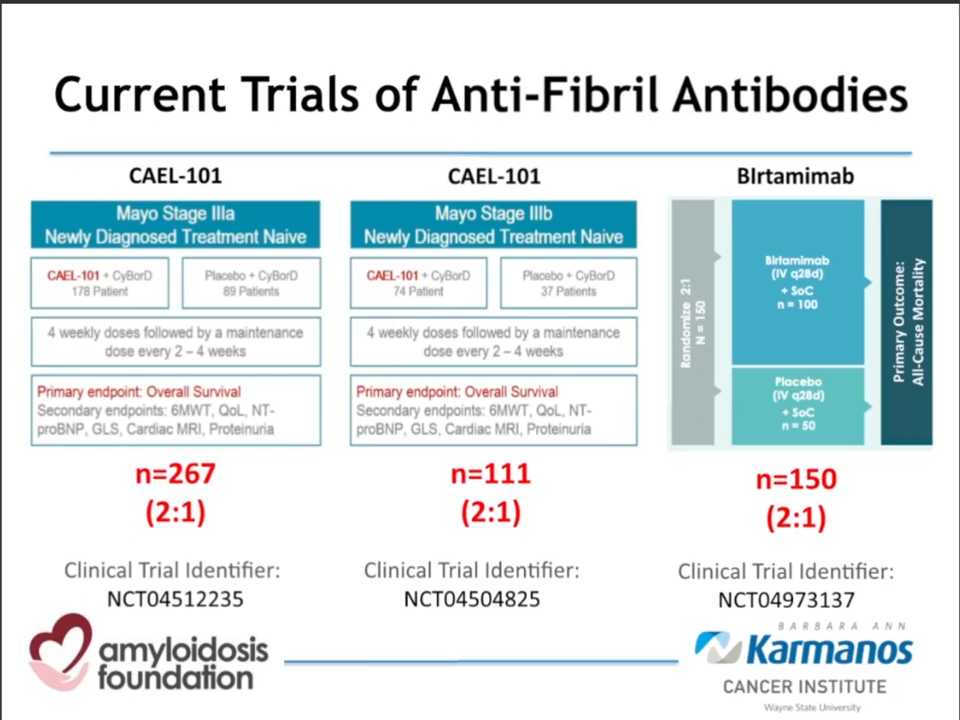 Current Trials of Anti-Fibril Antibodies
CAEL-101
Mayo Stage IIIa
Newly Diagnosed Treatment Naive
CAEL-101 + CyBorD
178 Patient
Placebo + CyBorD
89 Patients
4 weekly doses followed by a maintenance
dose every 2 – 4 weeks
Primary endpoint: Overall Survival
Secondary endpoints: 6MWT, QoL, NT-
proBNP, GLS, Cardiac MRI, Proteinuria
n=267
(2:1)
Clinical Trial Identifier:
NCT04512235
CAEL-101
Mayo Stage IIIb
Newly Diagnosed Treatment Naive
CAEL-101 + CyBorD
74 Patient
Placebo + CyBorD
37 Patients
4 weekly doses followed by a maintenance
dose every 2 – 4 weeks
Primary endpoint: Overall Survival
Secondary endpoints: 6MWT, QoL, NT-
proBNP, GLS, Cardiac MRI, Proteinuria
n=111
(2:1)
Clinical Trial Identifier:
NCT04504825
BIrtamimab
Randomize 2:1
N = 150
Birtamimab
(IV q28d)
+ SoC
n = 100
Placebo
(IV q28d)
+ SoC
n = 50
Primary Outcome:
All-Cause Mortality
n=150
(2:1)
Clinical Trial Identifier:
NCT04973137
amyloidosis
foundation
BARBARA ANN
Karmanos
CANCER INSTITUTE
Wayne State University